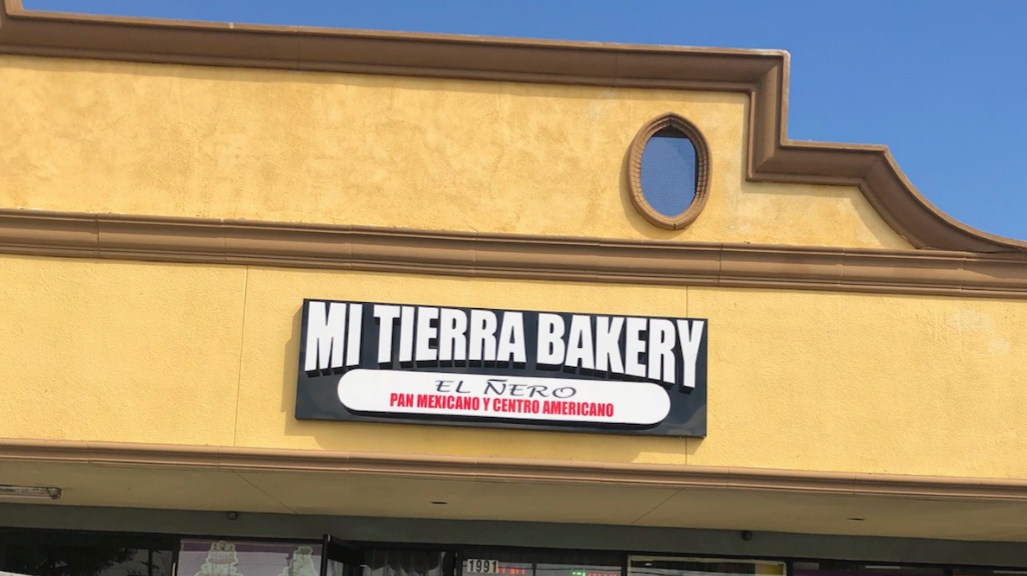 MI TIERRA BAKERY
EL ÑERO
PAN MEXICANO Y CENTRO AMERICANO
1991